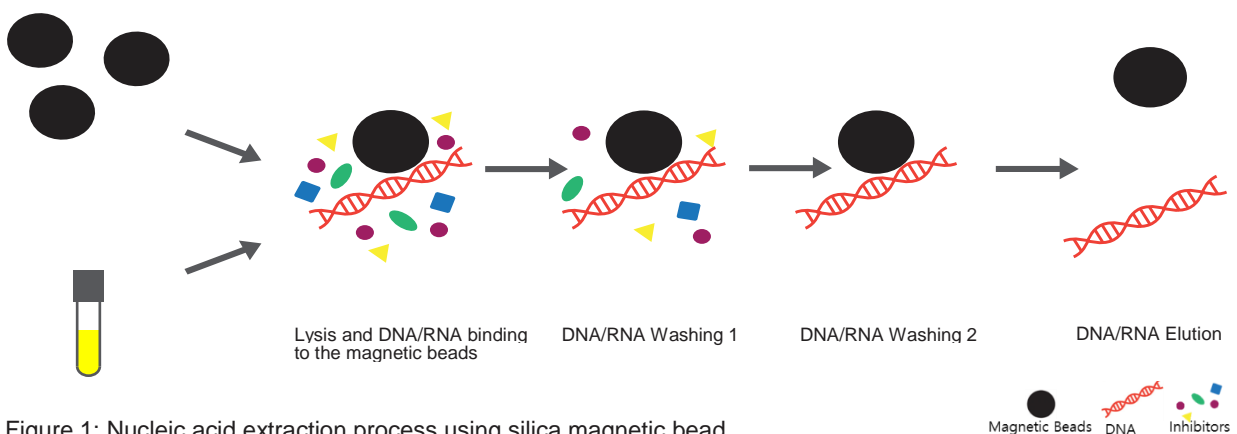 Lysis and DNA/RNA binding
to the magnetic beads
DNA/RNA Washing 1
DNA/RNA Washing 2
DNA/RNA Elution
Magnetic Beads
DNA
Inhibitors
Figure 1: Nucleic acid extraction process using silica magnetic bead